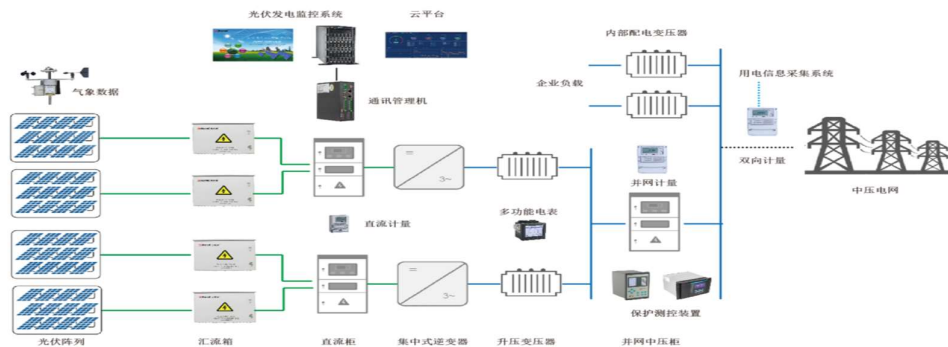 光伏发电监控系统
云平台
内部配电变压器
气象数据
通讯管理机
企业负载
用电信息采集系统
双向计量
中压电网
并网计量
直流计量
多功能电表
3~
3~
保护测控装置
光伏阵列
汇流箱
直流柜
集中式逆变器
升压变压器
并网中压柜